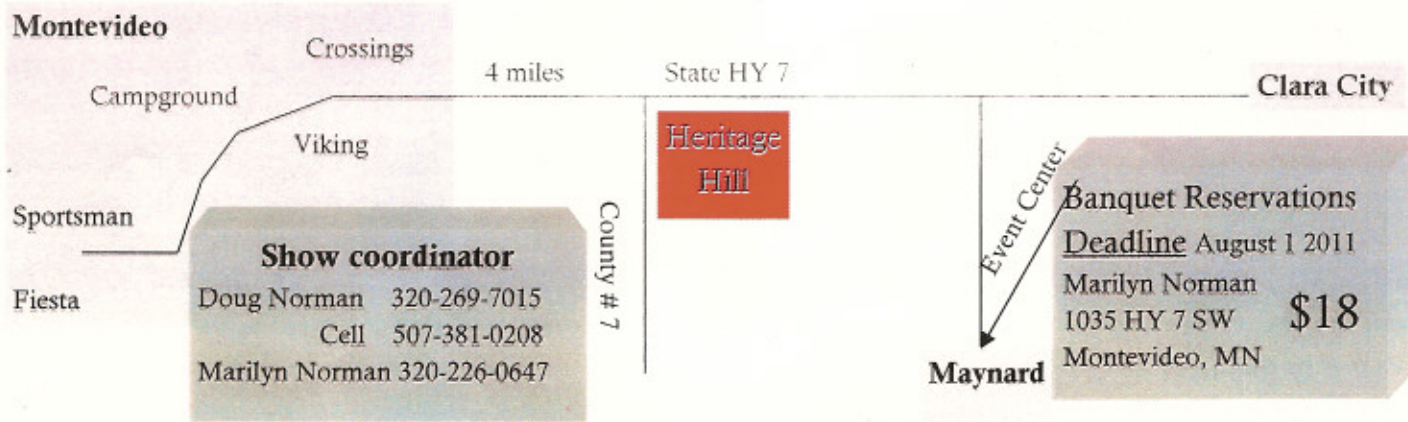 Montevideo
Crossings
4 miles
State HY 7
Clara City
Campground
Viking
Heritage
Hill
Event Center
Sportsman
Fiesta
County # 7
Show coordinator
Doug Norman 320-269-7015
Cell 507-381-0208
Marilyn Norman 320-226-0647
Maynard
Banquet Reservations
Deadline August 1 2011
Marilyn Norman
1035 HY 7 SW
$18
Montevideo, MN